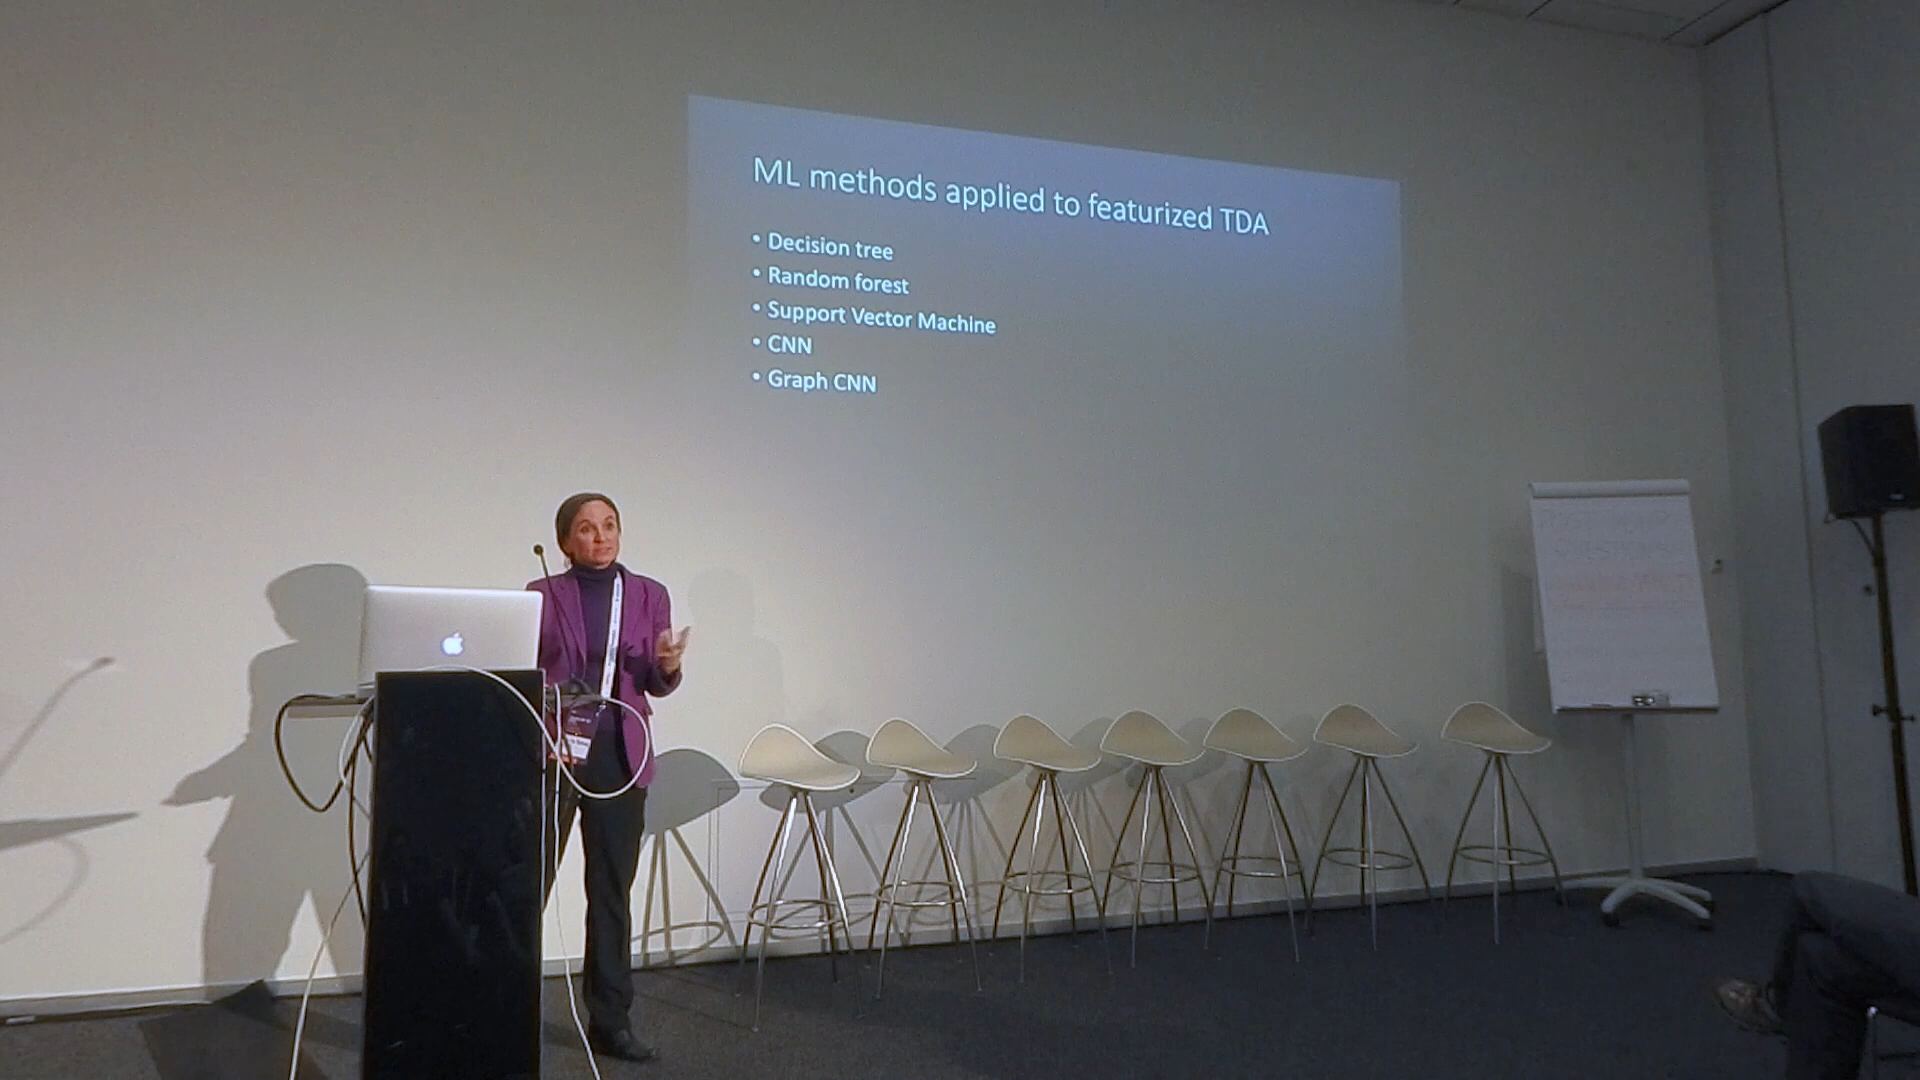 ML methods applied to featurized TDA
• Decision tree
• Random forest
• Support Vector Machine
• CNN
• Graph CNN